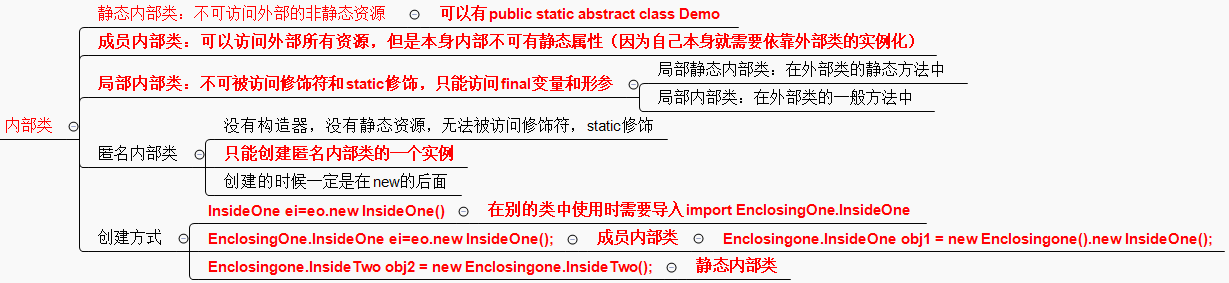 内部类
静态内部类：不可访问外部的非静态资源
可以有public static abstract class Demo
成员内部类：可以访问外部所有资源，但是本身内部不可有静态属性（因为自己本身就需要依靠外部类的实例化）
局部内部类：不可被访问修饰符和static修饰，只能访问final变量和形参
局部静态内部类：在外部类的静态方法中
局部内部类：在外部类的一般方法中
匿名内部类
没有构造器，没有静态资源，无法被访问修饰符，static修饰
只能创建匿名内部类的一个实例
创建的时候一定是在new的后面
创建方式
InsideOne ei=eo.new InsideOne()
在别的类中使用时需要导入import EnclosingOne.InsideOne
EnclosingOne.InsideOne ei=eo.new InsideOne();
成员内部类
Enclosingone.InsideOne obj1 = new Enclosingone().new InsideOne();
Enclosingone.InsideTwo obj2 = new Enclosingone.InsideTwo();
静态内部类